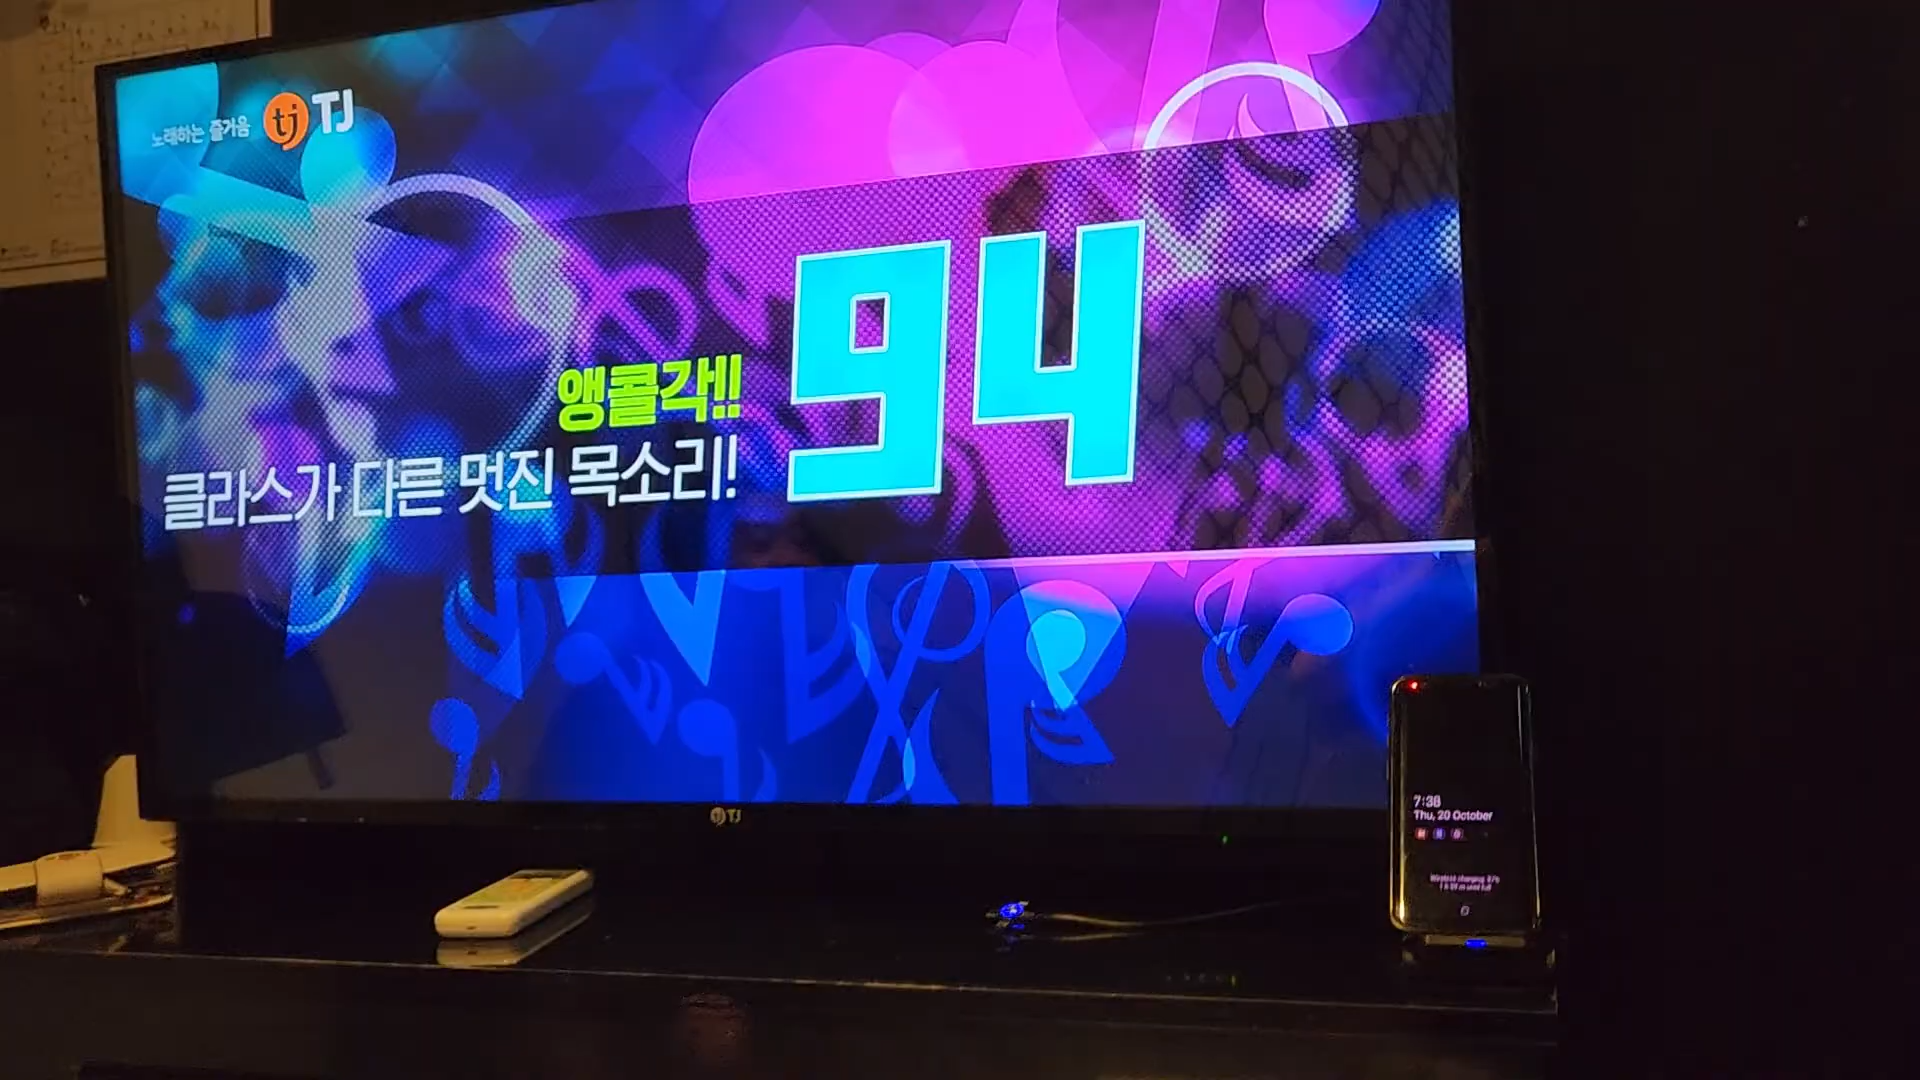 노래하는 즐거움 tj TJ
94
앵콜각!!
클라스가 다른 멋진 목소리!
tj TJ
7:38
Thu, 20 October